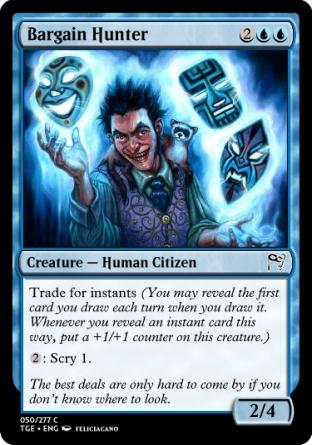 Bargain Hunter 2
Creature — Human Citizen
Trade for instants (You may reveal the first
card you draw each turn when you draw it.
Whenever you reveal an instant card this
way, put a +1/+1 counter on this creature.)
2: Scry 1.
The best deals are only hard to come by if you
don't know where to look.
050/277 C
TGE • ENG FELICIACANO
2/4